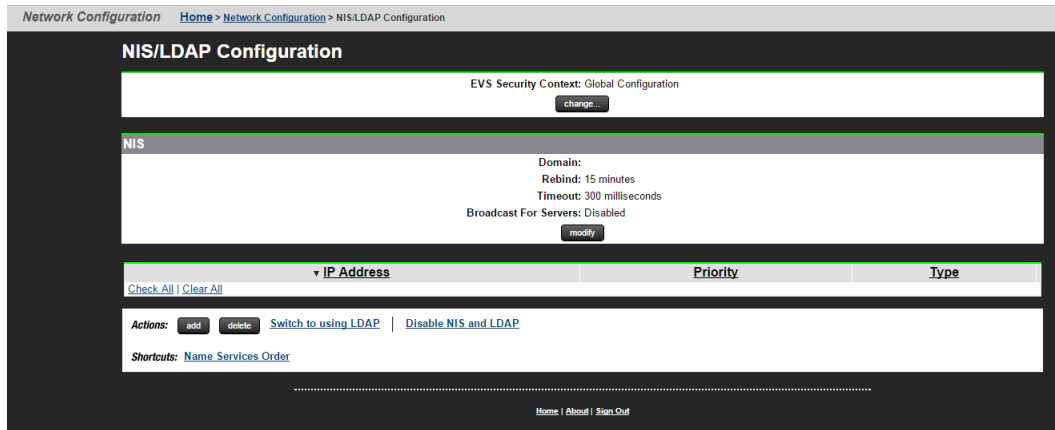 Network Configuration Home > Network Configuration > NIS/LDAP Configuration
NIS/LDAP Configuration
EVS Security Context: Global Configuration
change...
NIS
Domain:
Rebind: 15 minutes
Timeout: 300 milliseconds
Broadcast For Servers: Disabled
modify
▼ IP Address Priority Type
Check All | Clear All
Actions: add delete Switch to using LDAP | Disable NIS and LDAP
Shortcuts: Name Services Order
Home | About | Sign Out